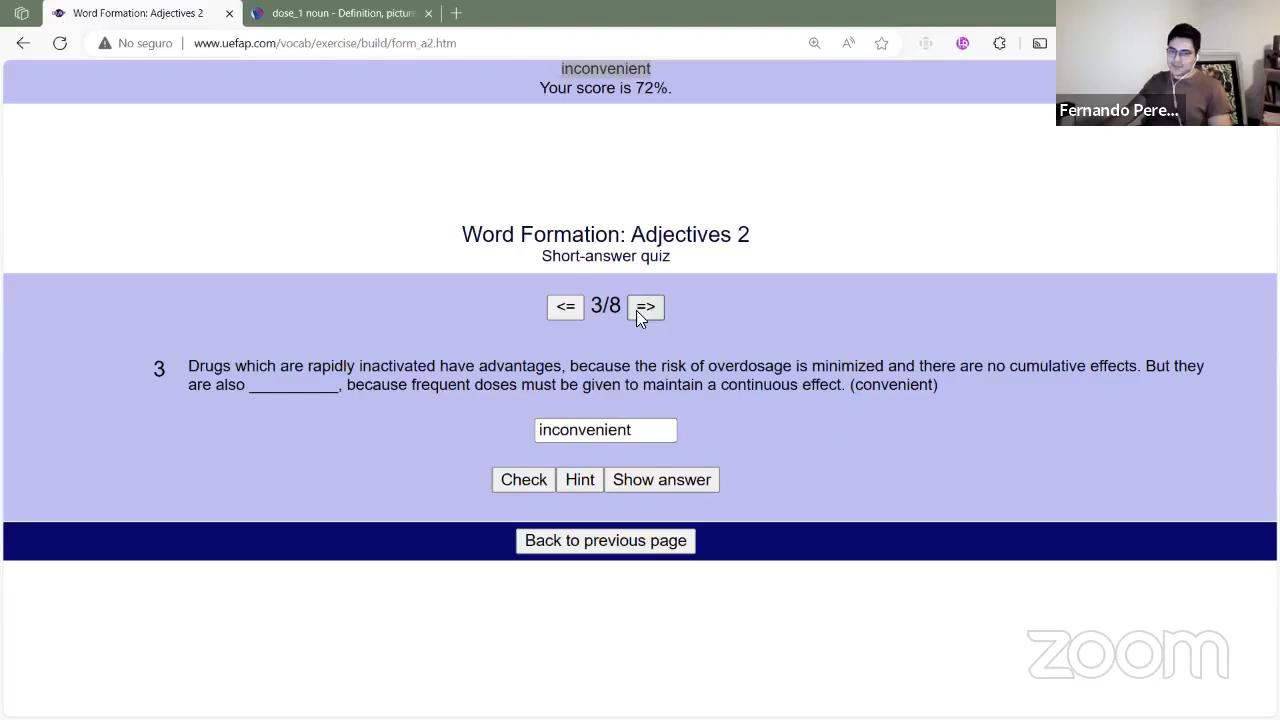 Word Formation: Adjectives 2
dose_1 noun - Definition, picture
No seguro
www.uefap.com/vocab/exercise/build/form_a2.htm
Fernando Pere...
inconvenient
Your score is 72%.
Word Formation: Adjectives 2
Short-answer quiz
<= 3/8 =>
3 Drugs which are rapidly inactivated have advantages, because the risk of overdosage is minimized and there are no cumulative effects. But they
are also __________, because frequent doses must be given to maintain a continuous effect. (convenient)
inconvenient
Check Hint Show answer
Back to previous page
zoom